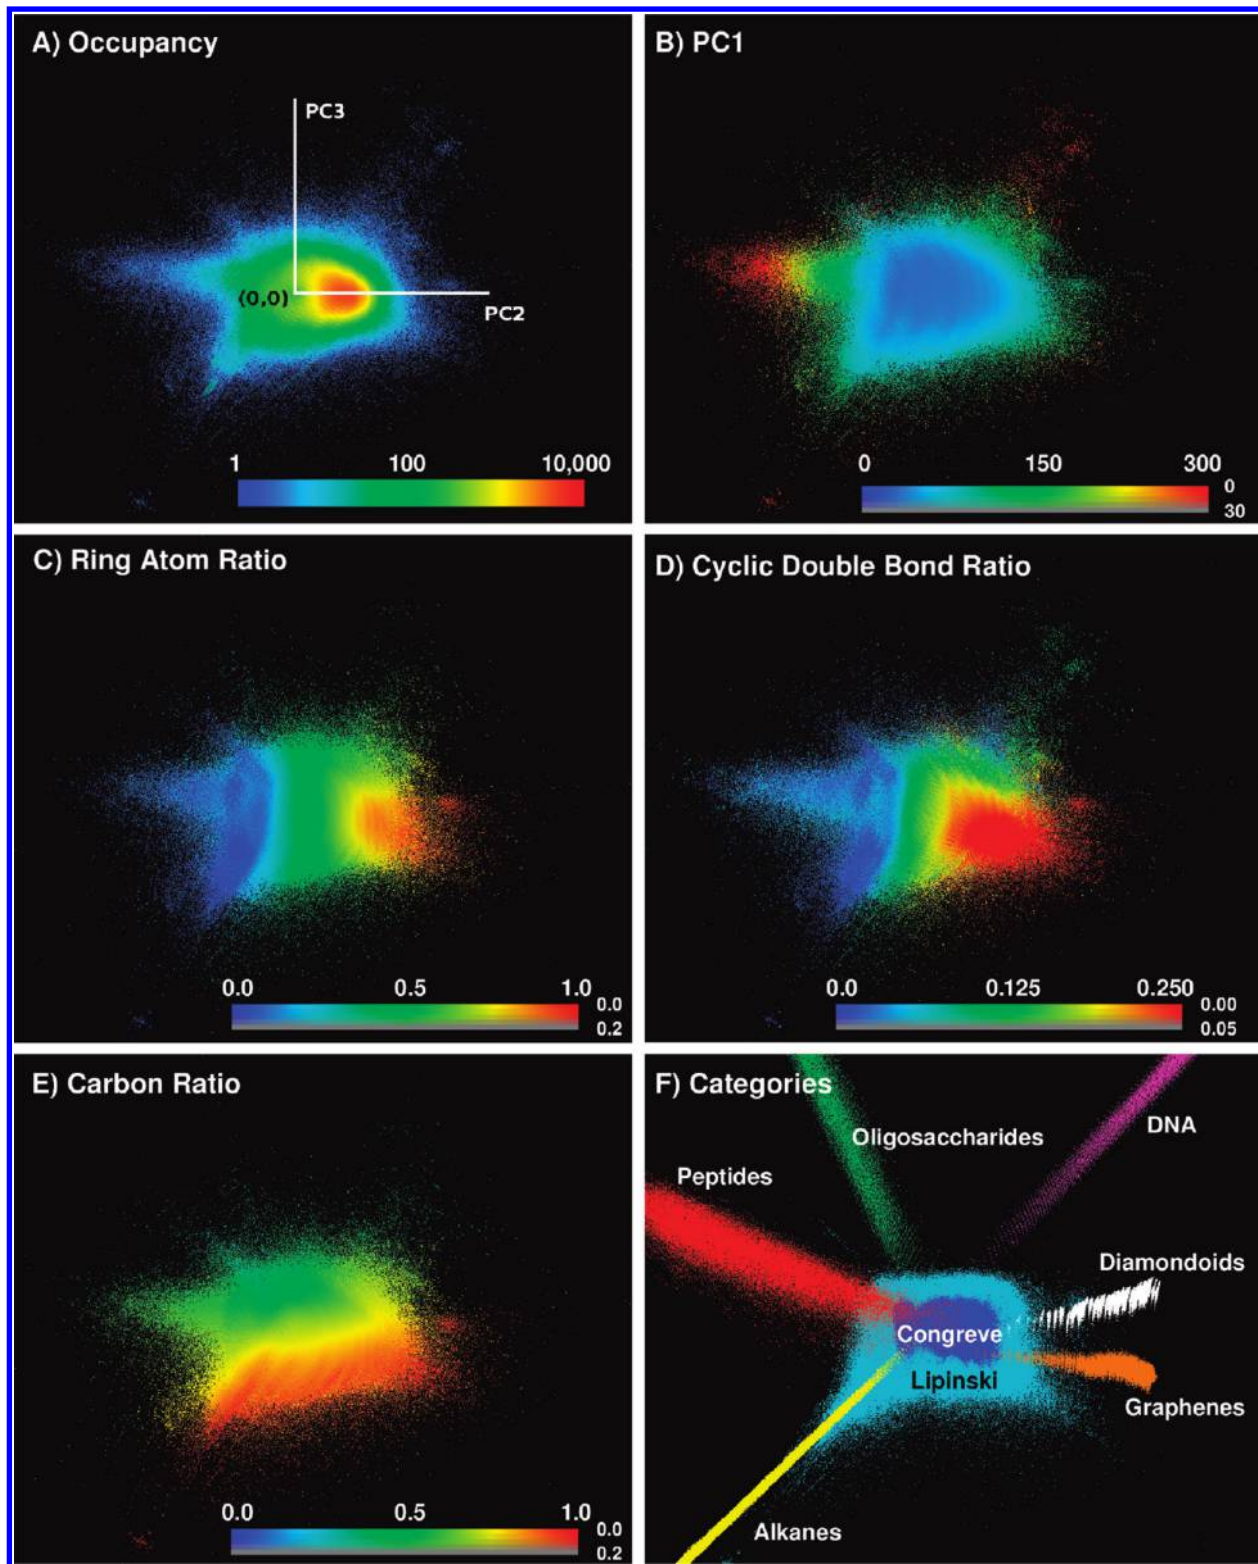 A) Occupancy
PC3
(0,0)
PC2
1 100 10,000
B) PC1
0 150 300
0
30
C) Ring Atom Ratio
0.0 0.5 1.0
0.0
0.2
D) Cyclic Double Bond Ratio
0.0 0.125 0.250
0.00
0.05
E) Carbon Ratio
0.0 0.5 1.0
0.0
0.2
F) Categories
DNA
Oligosaccharides
Peptides
Diamondoids
Congreve
Lipinski
Graphenes
Alkanes